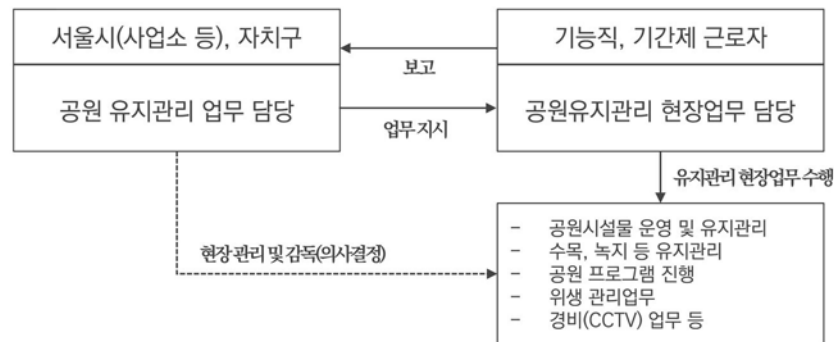 서울시(사업소 등), 자치구
공원 유지관리 업무 담당
보고
업무 지시
기능직, 기간제 근로자
공원유지관리 현장업무 담당
유지관리 현장업무 수행
현장 관리 및 감독(의사결정)
- 공원시설물 운영 및 유지관리
- 수목, 녹지 등 유지관리
- 공원 프로그램 진행
- 위생 관리업무
- 경비(CCTV) 업무 등